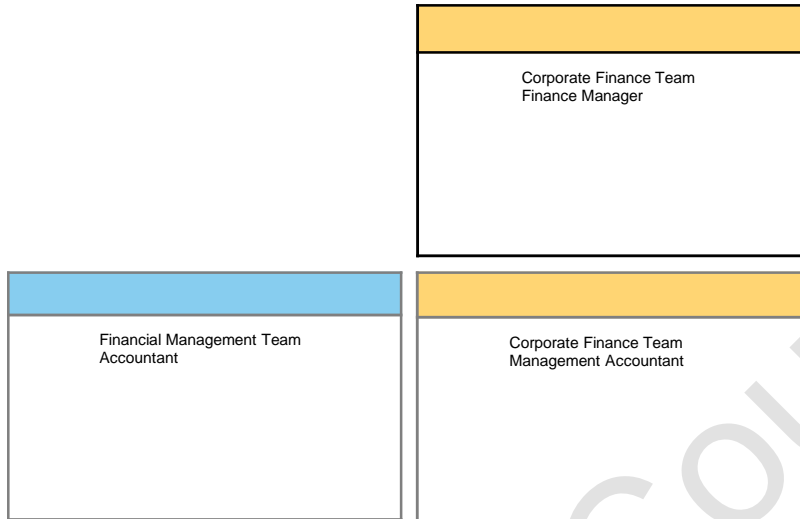 Corporate Finance Team
Finance Manager
Financial Management Team
Accountant
Corporate Finance Team
Management Accountant